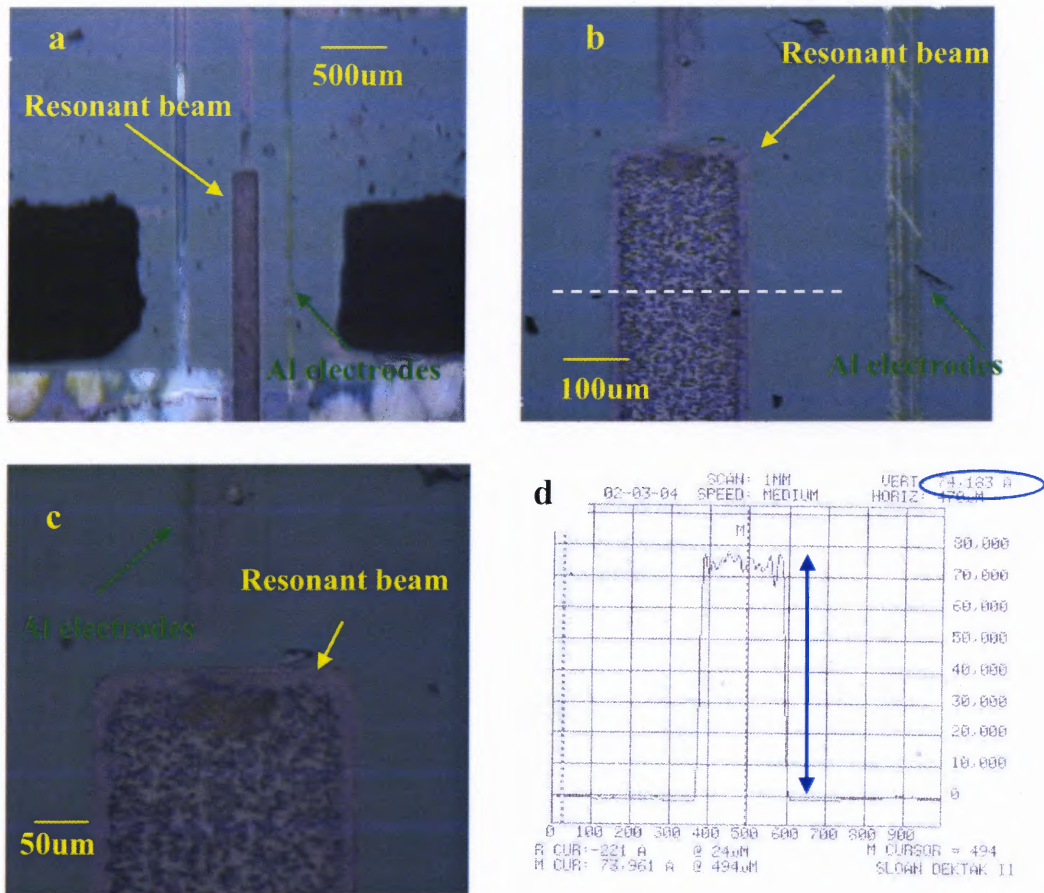 a
500um
Resonant beam
Al electrodes
b
Resonant beam
100um
Al electrodes
c
Resonant beam
Al electrodes
50um
d
SCAN: 1MM VERT: 74,183 A
02-03-04 SPEED: MEDIUM HORIZ: 470uM
M
80,000
70,000
60,000
50,000
40,000
30,000
20,000
10,000
0
0 100 200 300 400 500 600 700 800 900
R CUR:-221 A @ 24uM M CURSOR = 494
M CUR: 73,961 A @ 494uM SLOAN DEKTAK II